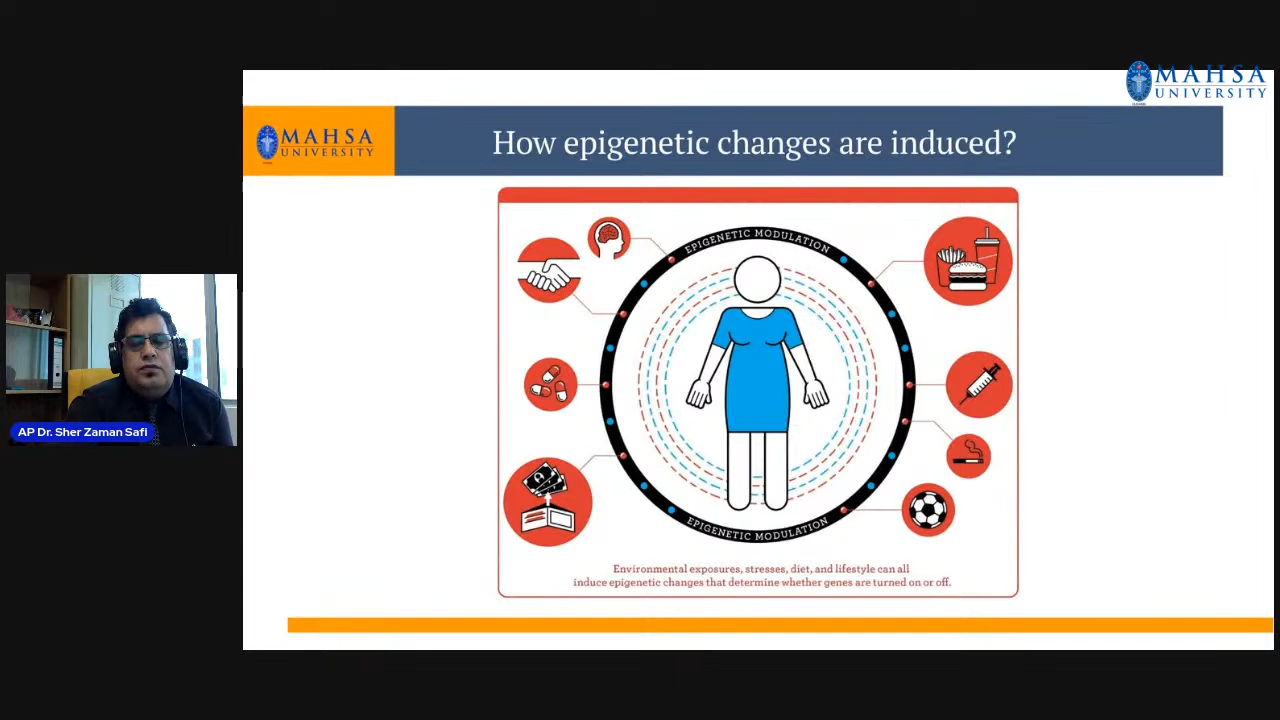 MAHSA
UNIVERSITY
MAHSA
UNIVERSITY
How epigenetic changes are induced?
EPIGENETIC MODULATION
EPIGENETIC MODULATION
Environmental exposures, stresses, diet, and lifestyle can all
induce epigenetic changes that determine whether genes are turned on or off.
AP Dr. Sher Zaman Safi